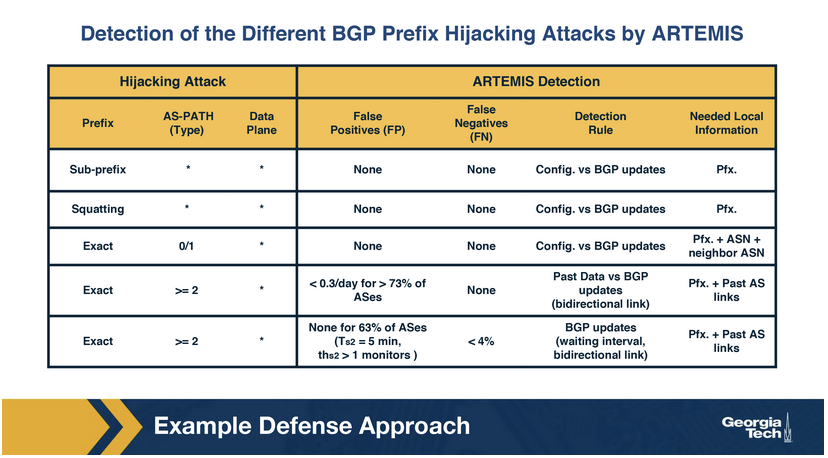 Detection of the Different BGP Prefix Hijacking Attacks by ARTEMIS
Hijacking Attack
ARTEMIS Detection
Prefix
AS-PATH
(Type)
Data
Plane
False
Positives (FP)
False
Negatives
(FN)
Detection
Rule
Needed Local
Information
Sub-prefix
*
*
None
None
Config. vs BGP updates
Pfx.
Squatting
*
*
None
None
Config. vs BGP updates
Pfx.
Exact
0/1
*
None
None
Config. vs BGP updates
Pfx. + ASN +
neighbor ASN
Exact
>= 2
*
< 0.3/day for > 73% of
ASes
None
Past Data vs BGP
updates
(bidirectional link)
Pfx. + Past AS
links
Exact
>= 2
*
None for 63% of ASes
(Ts2 = 5 min,
ths2 > 1 monitors )
< 4%
BGP updates
(waiting interval,
bidirectional link)
Pfx. + Past AS
links
Example Defense Approach
Georgia
Tech